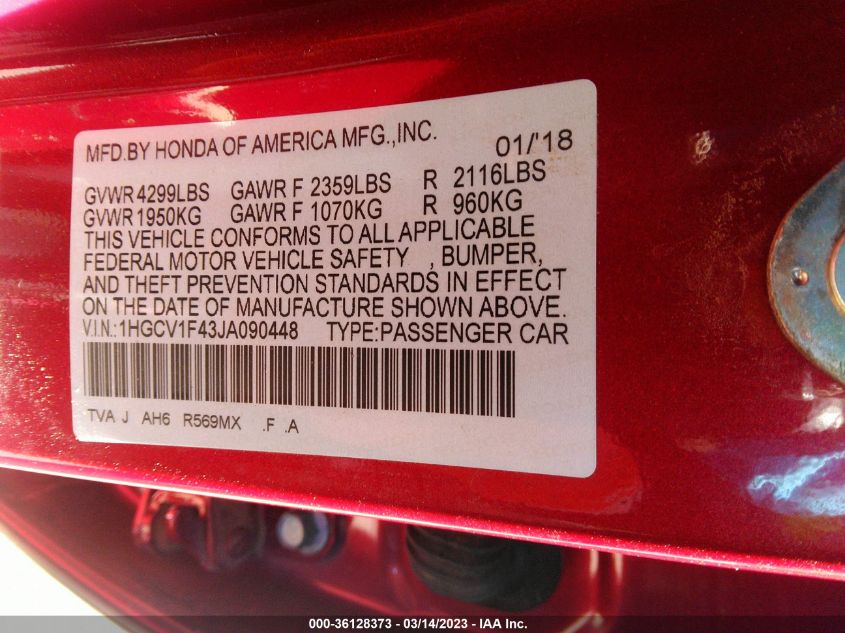 MFD.BY HONDA OF AMERICA MFG.,INC. 01/'18
GVWR 4299LBS GAWR F 2359LBS R 2116LBS
GVWR 1950KG GAWR F 1070KG R 960KG
THIS VEHICLE CONFORMS TO ALL APPLICABLE
FEDERAL MOTOR VEHICLE SAFETY , BUMPER,
AND THEFT PREVENTION STANDARDS IN EFFECT
ON THE DATE OF MANUFACTURE SHOWN ABOVE.
V.I.N.:1HGCV1F43JA090448 TYPE:PASSENGER CAR
TVA J AH6 R569MX .F .A
000-36128373 - 03/14/2023 - IAA Inc.